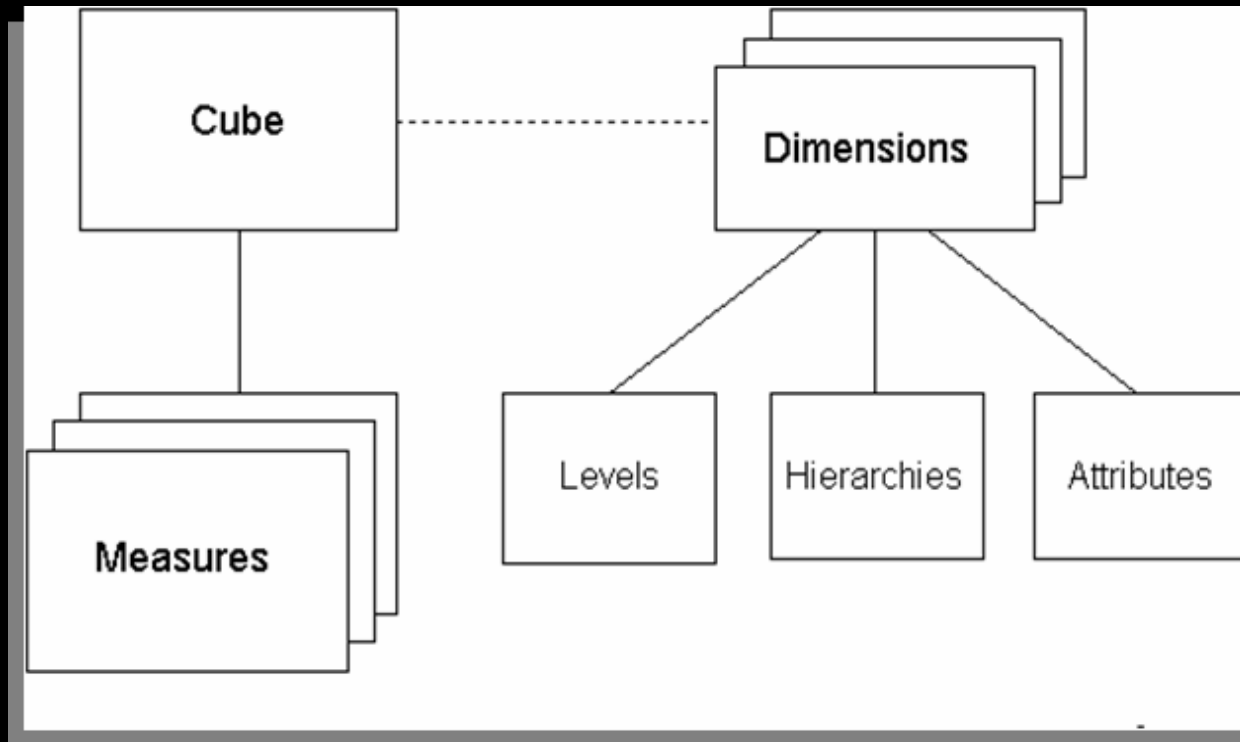 Cube
Dimensions
Levels
Hierarchies
Attributes
Measures